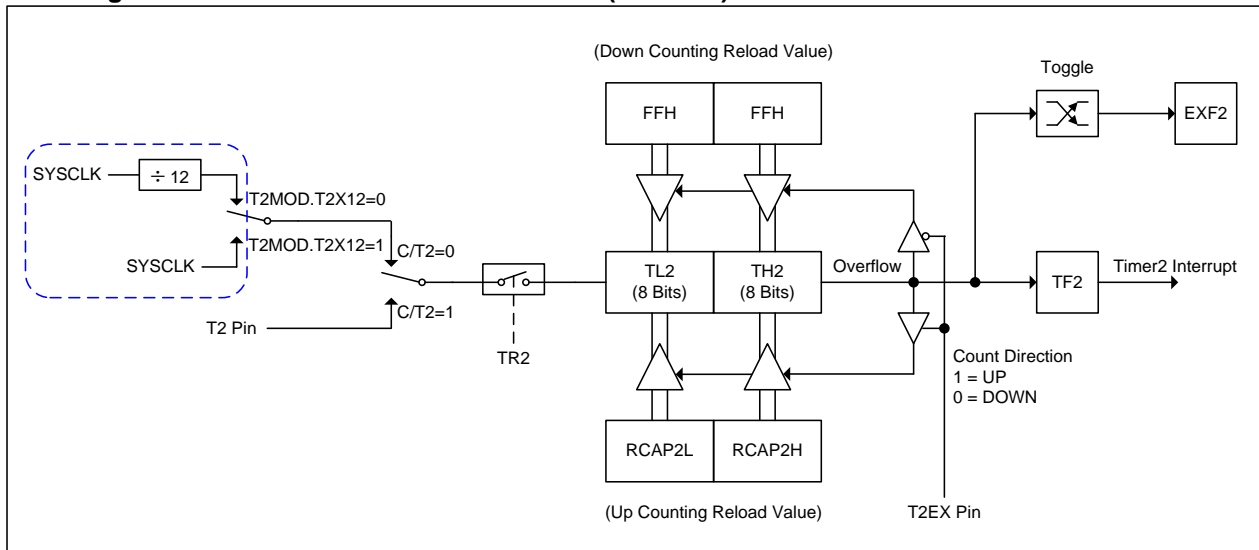 (Down Counting Reload Value)
Toggle
FFH
FFH
EXF2
SYSCLK
÷ 12
T2MOD.T2X12=0
T2MOD.T2X12=1
SYSCLK
C/T2=0
C/T2=1
T2 Pin
TR2
TL2
(8 Bits)
TH2
(8 Bits)
Overflow
TF2
Timer2 Interrupt
Count Direction
1 = UP
0 = DOWN
RCAP2L
RCAP2H
(Up Counting Reload Value)
T2EX Pin